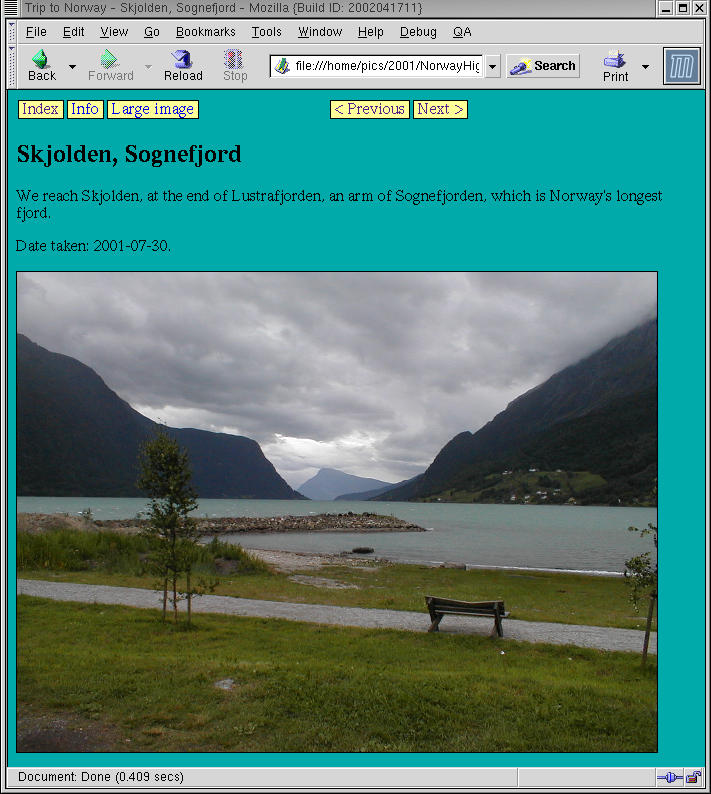 Trip to Norway - Skjolden, Sognefjord - Mozilla {Build ID: 2002041711}
File Edit View Go Bookmarks Tools Window Help Debug QA
Back Forward Reload Stop file:///home/pics/2001/NorwayHig Search Print
Index Info Large image < Previous Next >
Skjolden, Sognefjord
We reach Skjolden, at the end of Lustrafjorden, an arm of Sognefjorden, which is Norway's longest
fjord.
Date taken: 2001-07-30.
Document: Done (0.409 secs)